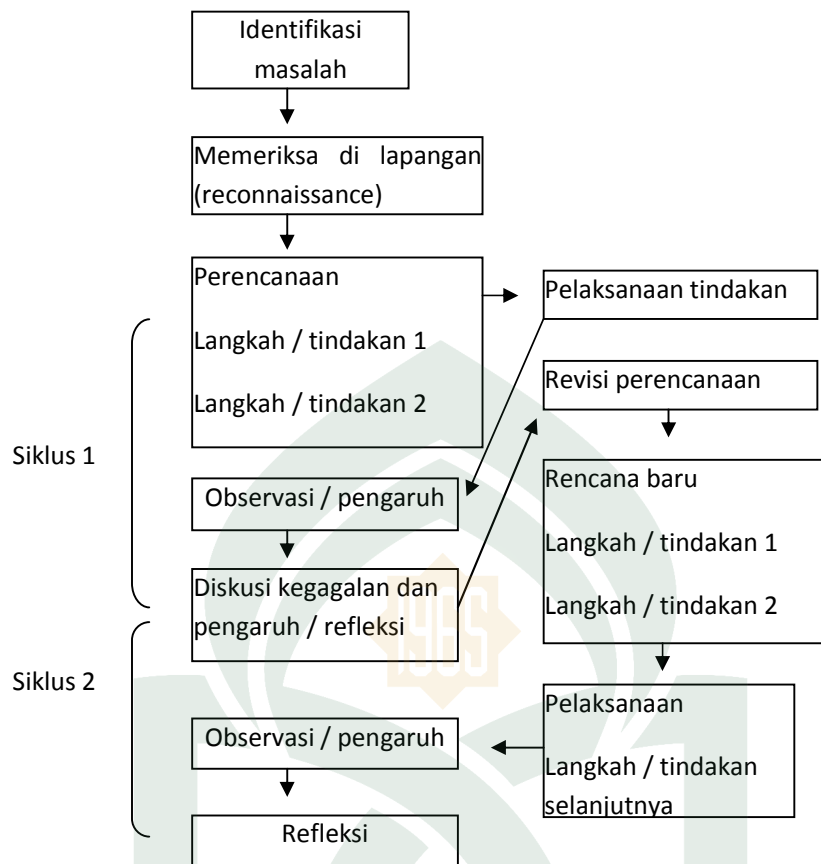 Identifikasi
masalah
Memeriksa di lapangan
(reconnaissance)
Perencanaan
Langkah / tindakan 1
Langkah / tindakan 2
Pelaksanaan tindakan
Siklus 1
Observasi / pengaruh
Diskusi kegagalan dan
pengaruh / refleksi
Revisi perencanaan
Rencana baru
Langkah / tindakan 1
Langkah / tindakan 2
Siklus 2
Pelaksanaan
Langkah / tindakan
selanjutnya
Observasi / pengaruh
Refleksi